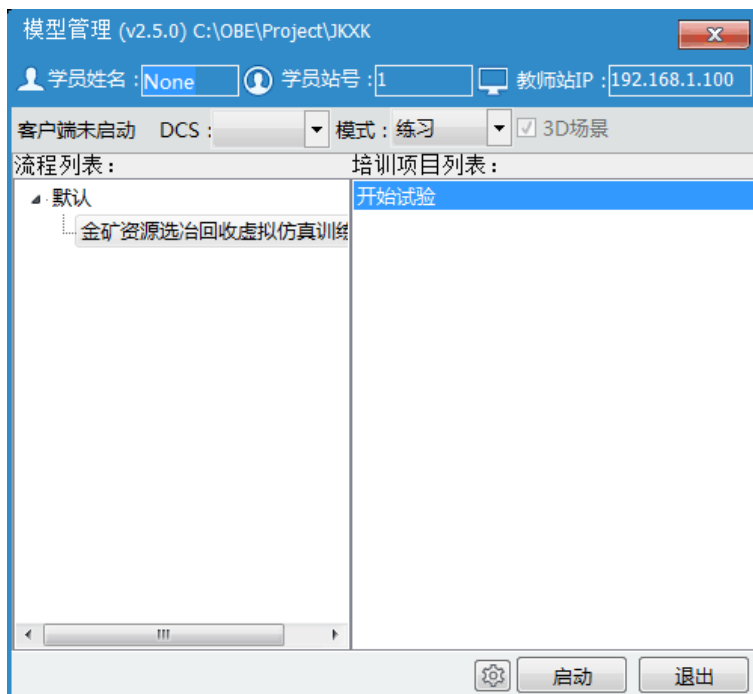 模型管理 (v2.5.0) C:\OBE\Project\JKXK
学员姓名 : None 学员站号 : 1 教师站IP : 192.168.1.100
客户端未启动 DCS : 模式 : 练习 3D场景
流程列表 : 培训项目列表 :
默认 开始试验
金矿资源选冶回收虚拟仿真训
启动 退出